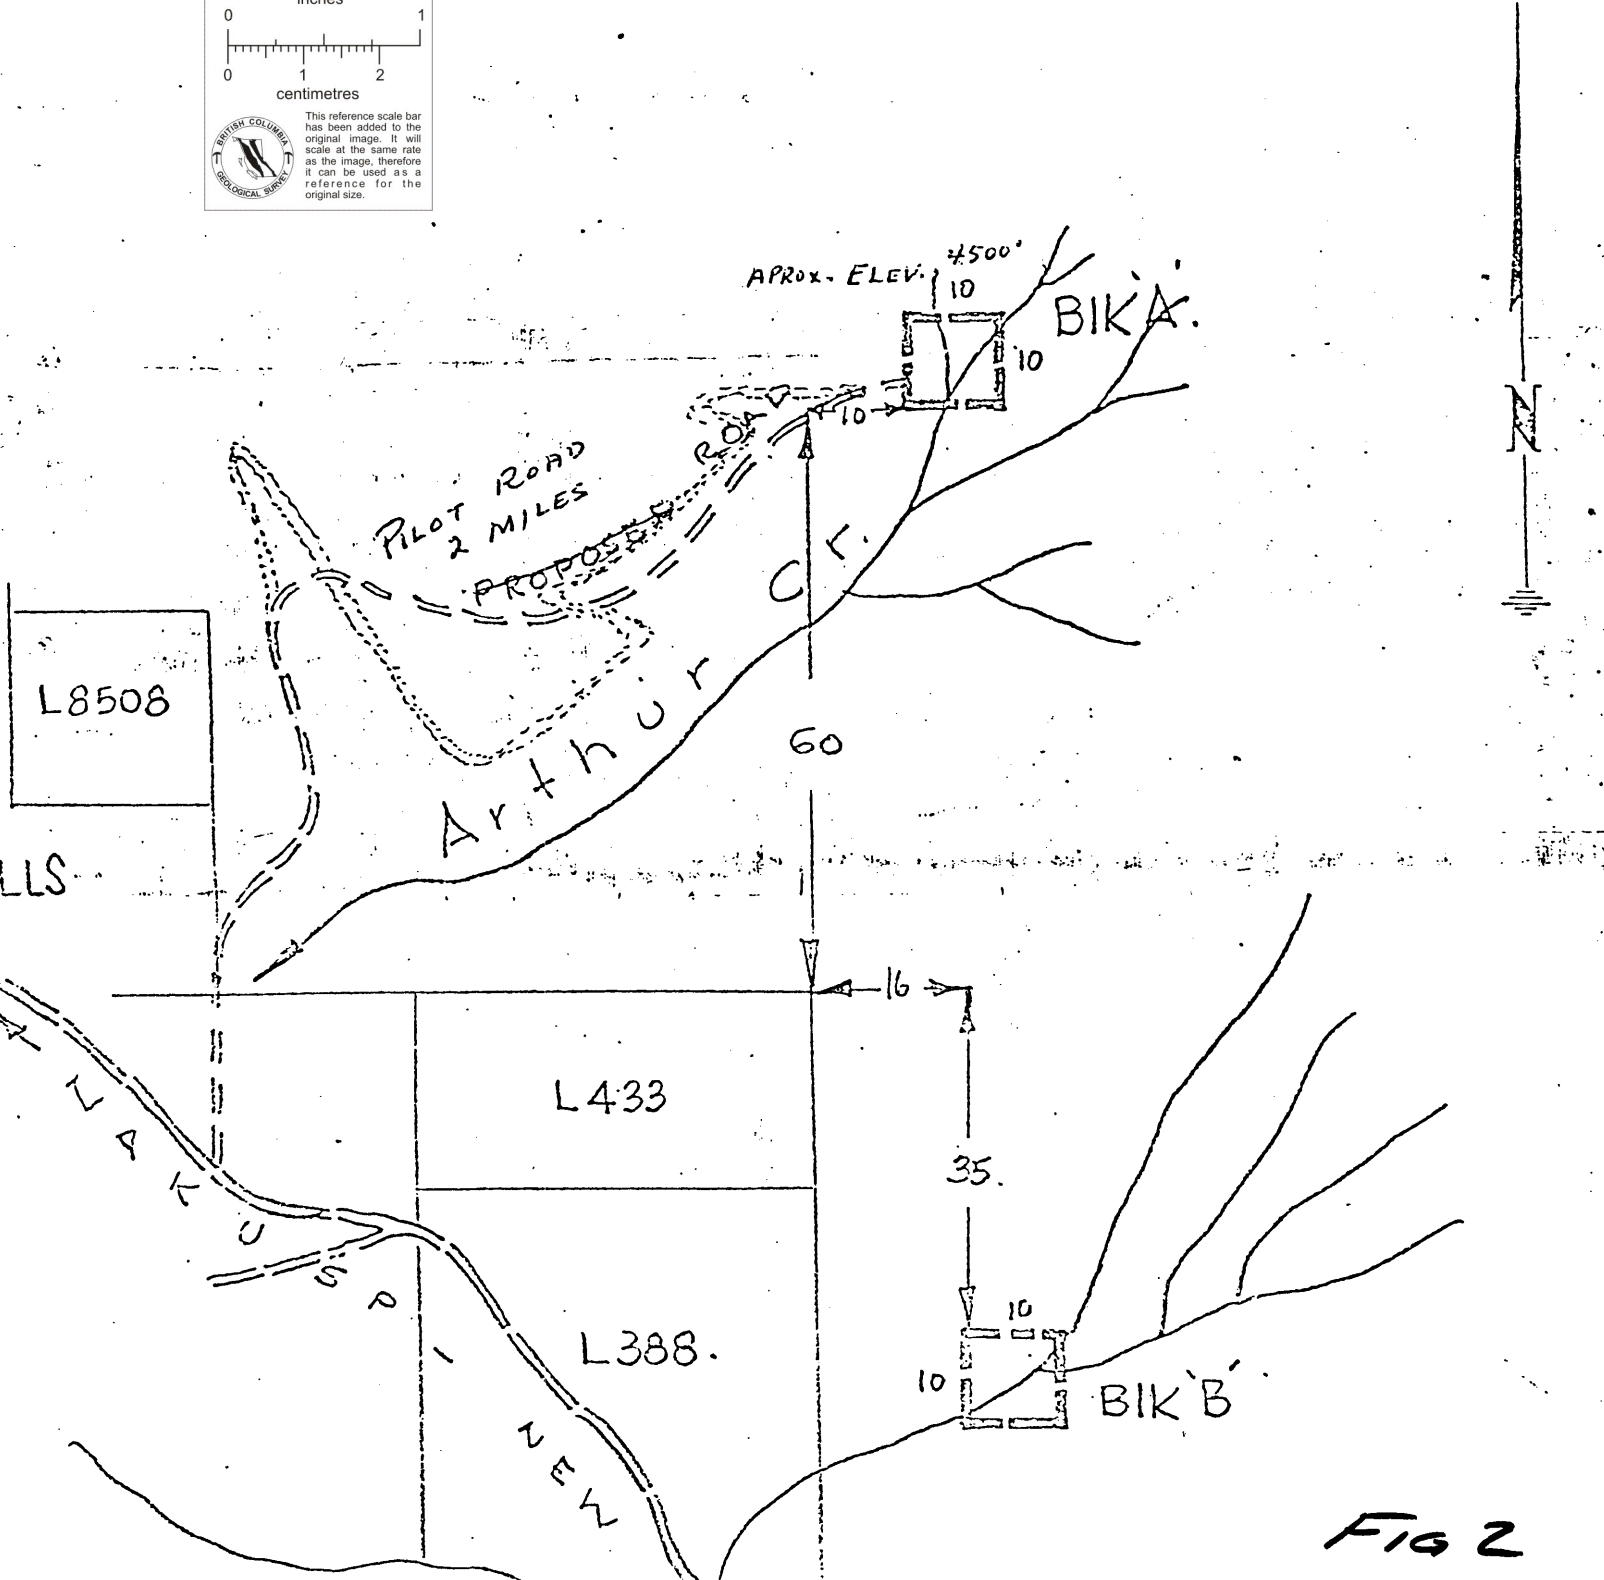 inches
0 1
0 1 2
centimetres
This reference scale bar
has been added to the
original image. It will
scale at the same rate
as the image, therefore
it can be used as a
reference for the
original size.
BRITISH COLUMBIA
GEOLOGICAL SURVEY
APROX. ELEV. 4500'
10
BIK 'A'.
10
10
N
PILOT ROAD
2 MILES
PROPOSED
ROAD
Arthur Cr.
L8508
60
LLS
16
L433
35.
LAKUSP
NEW
10
L388.
10
BIK 'B'
FIG 2